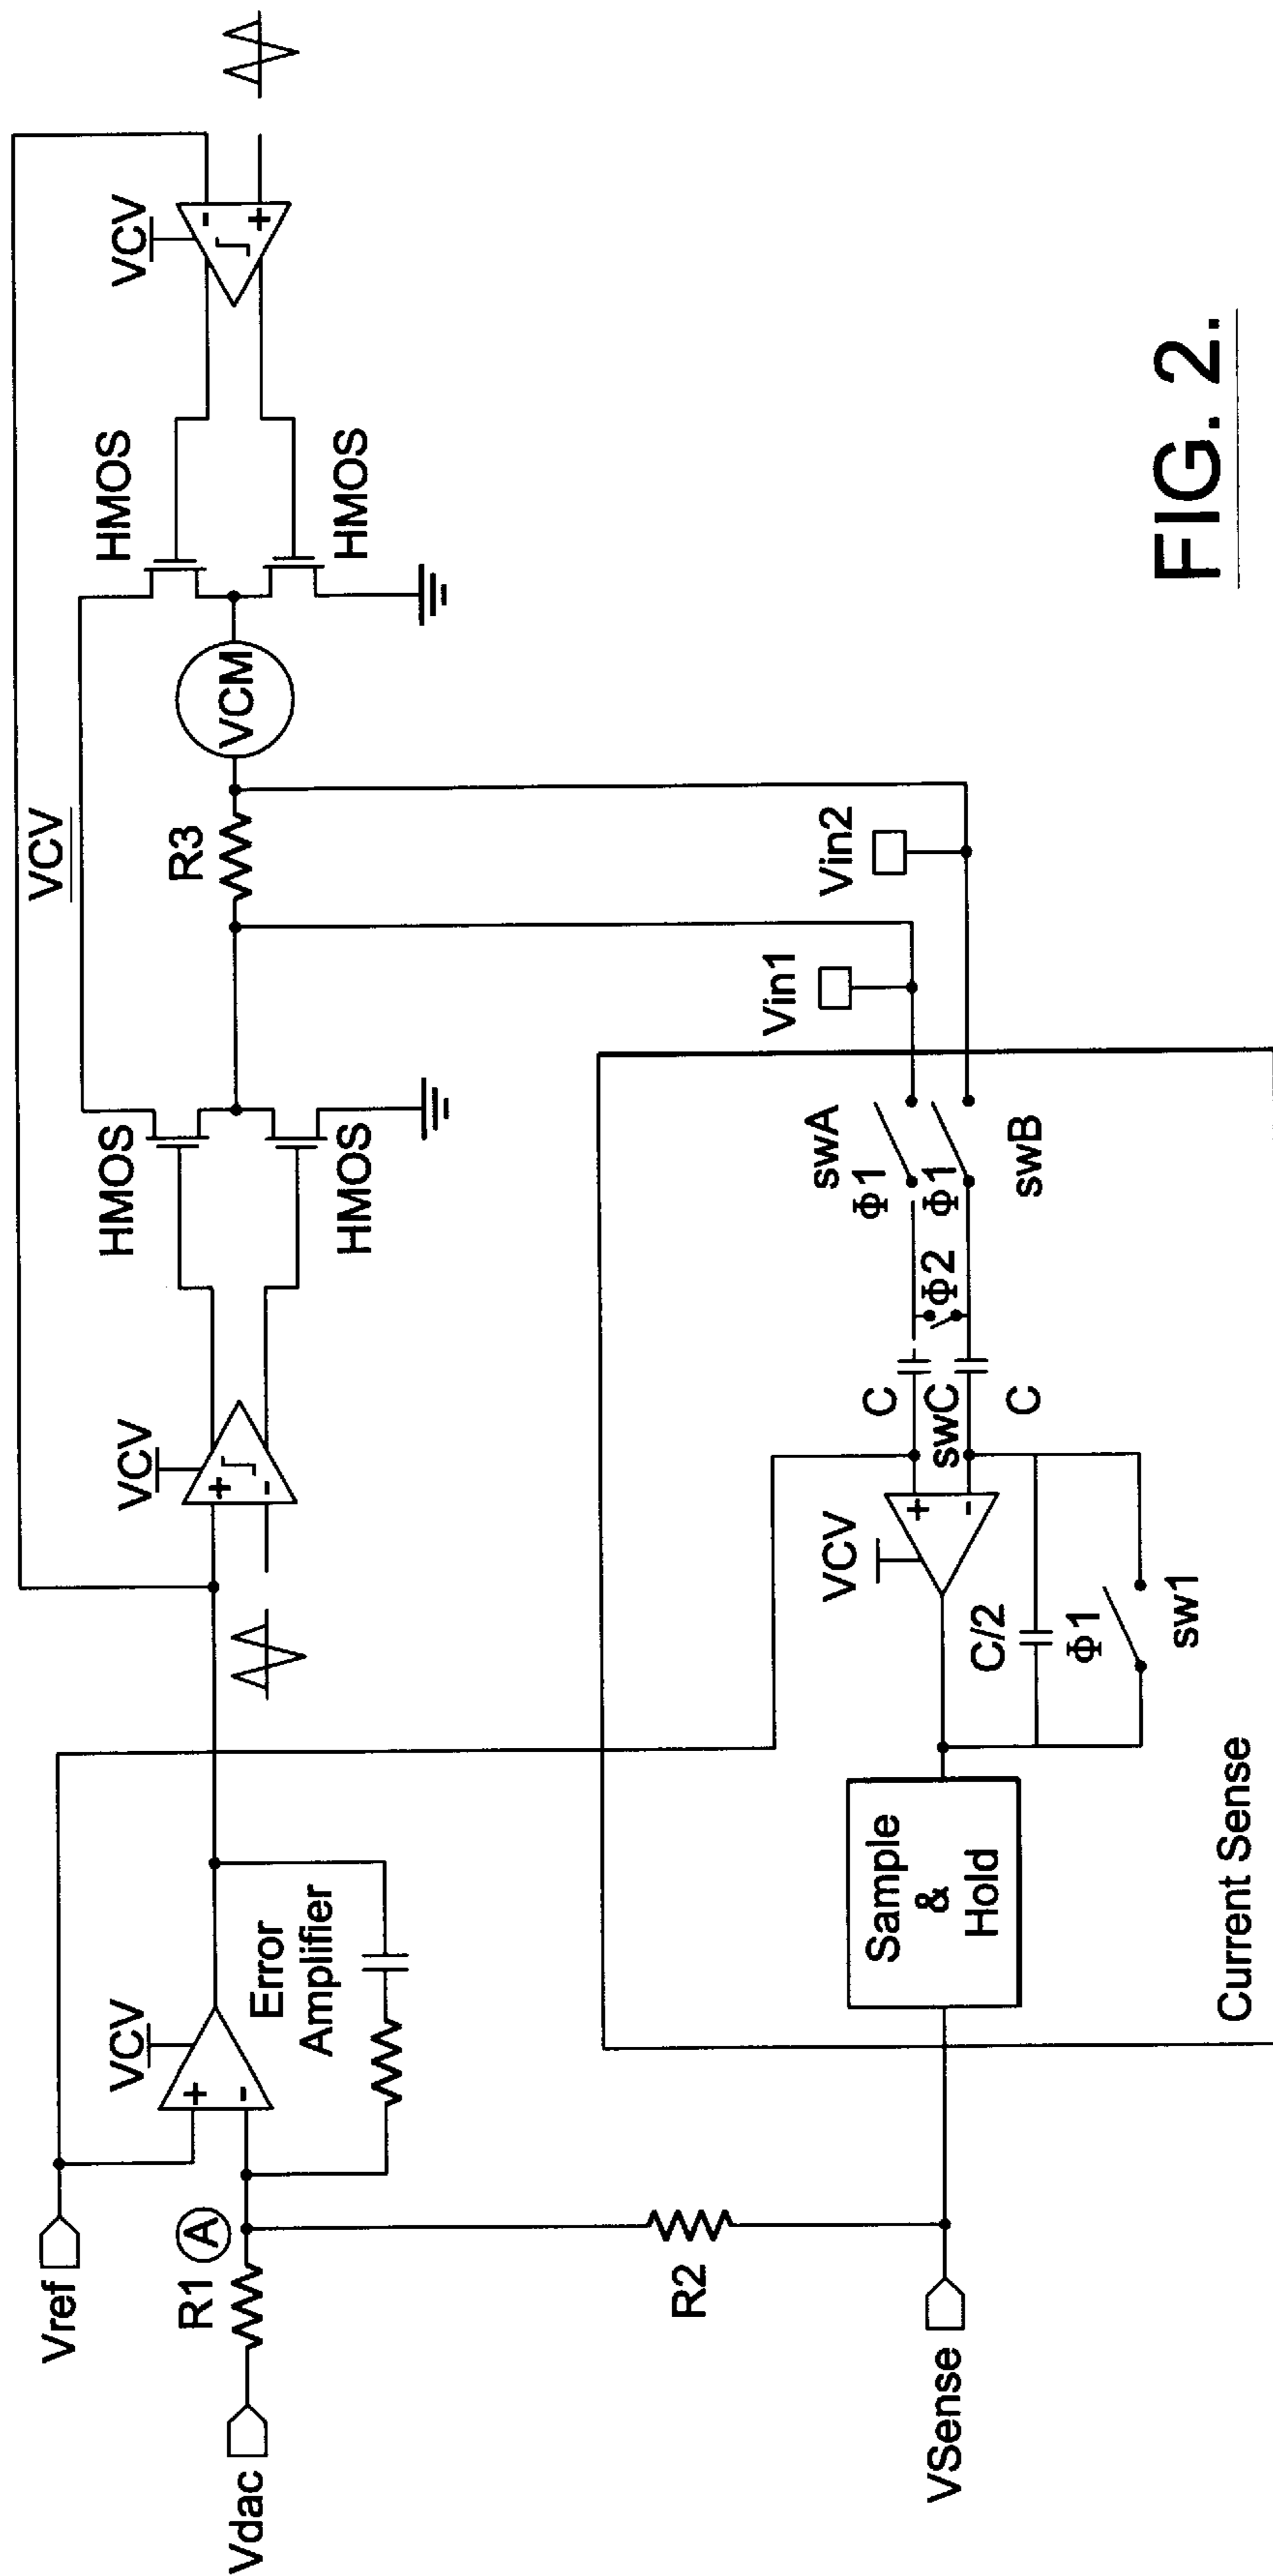 Vref
Vdac
R1
A
+
-
VCV
Error
Amplifier
R2
VSense
VCV
+
-
HMOS
HMOS
VCV
R3
VCM
HMOS
HMOS
VCV
-
+
Vin1
Vin2
Current Sense
Sample
&
Hold
VCV
+
-
C/2
Φ1
sw1
C
swC
C
Φ2
swA
Φ1
Φ1
swB
FIG. 2.